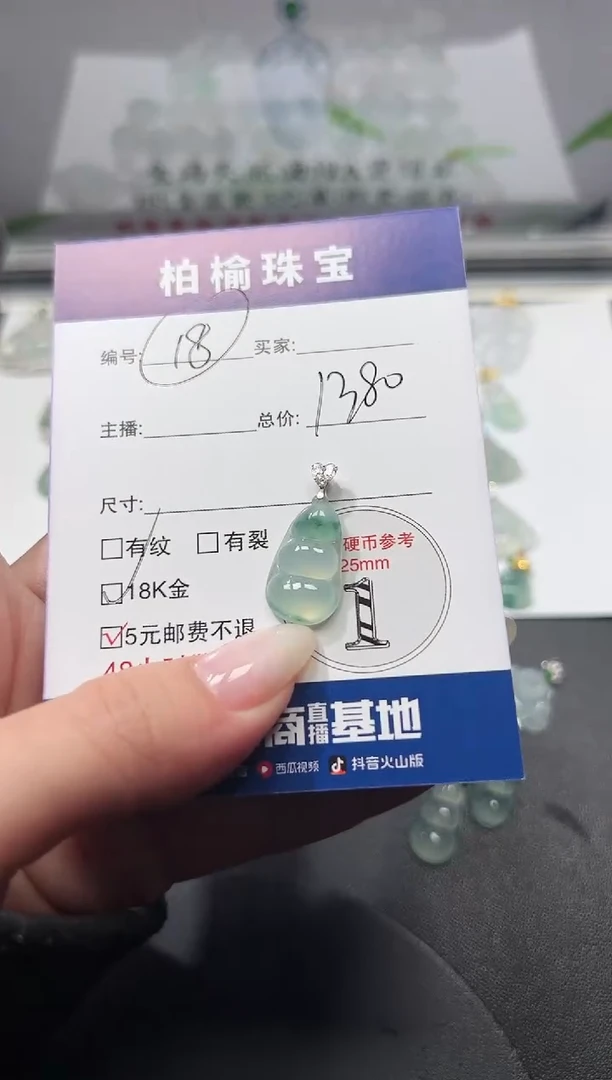 柏榆珠宝
编号: 18 买家:
主播: 总价: 1380
尺寸:
有纹 有裂
18K金
5元邮费不退
硬币参考
25mm
1
商直播基地
西瓜视频 抖音火山版